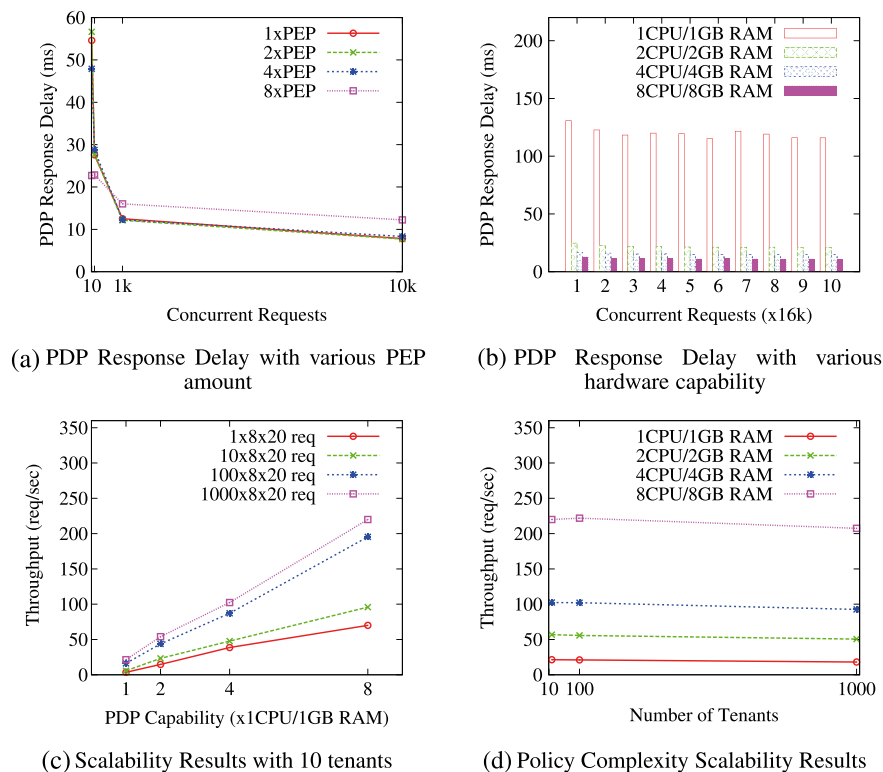 PDP Response Delay (ms)
0
10
20
30
40
50
60
1xPEP
2xPEP
4xPEP
8xPEP
10
1k
10k
Concurrent Requests
(a) PDP Response Delay with various PEP
amount
PDP Response Delay (ms)
0
50
100
150
200
1CPU/1GB RAM
2CPU/2GB RAM
4CPU/4GB RAM
8CPU/8GB RAM
1 2 3 4 5 6 7 8 9 10
Concurrent Requests (x16k)
(b) PDP Response Delay with various
hardware capability
Throughput (req/sec)
0
50
100
150
200
250
300
350
1x8x20 req
10x8x20 req
100x8x20 req
1000x8x20 req
1 2 4 8
PDP Capability (x1CPU/1GB RAM)
(c) Scalability Results with 10 tenants
Throughput (req/sec)
0
50
100
150
200
250
300
350
1CPU/1GB RAM
2CPU/2GB RAM
4CPU/4GB RAM
8CPU/8GB RAM
10 100 1000
Number of Tenants
(d) Policy Complexity Scalability Results